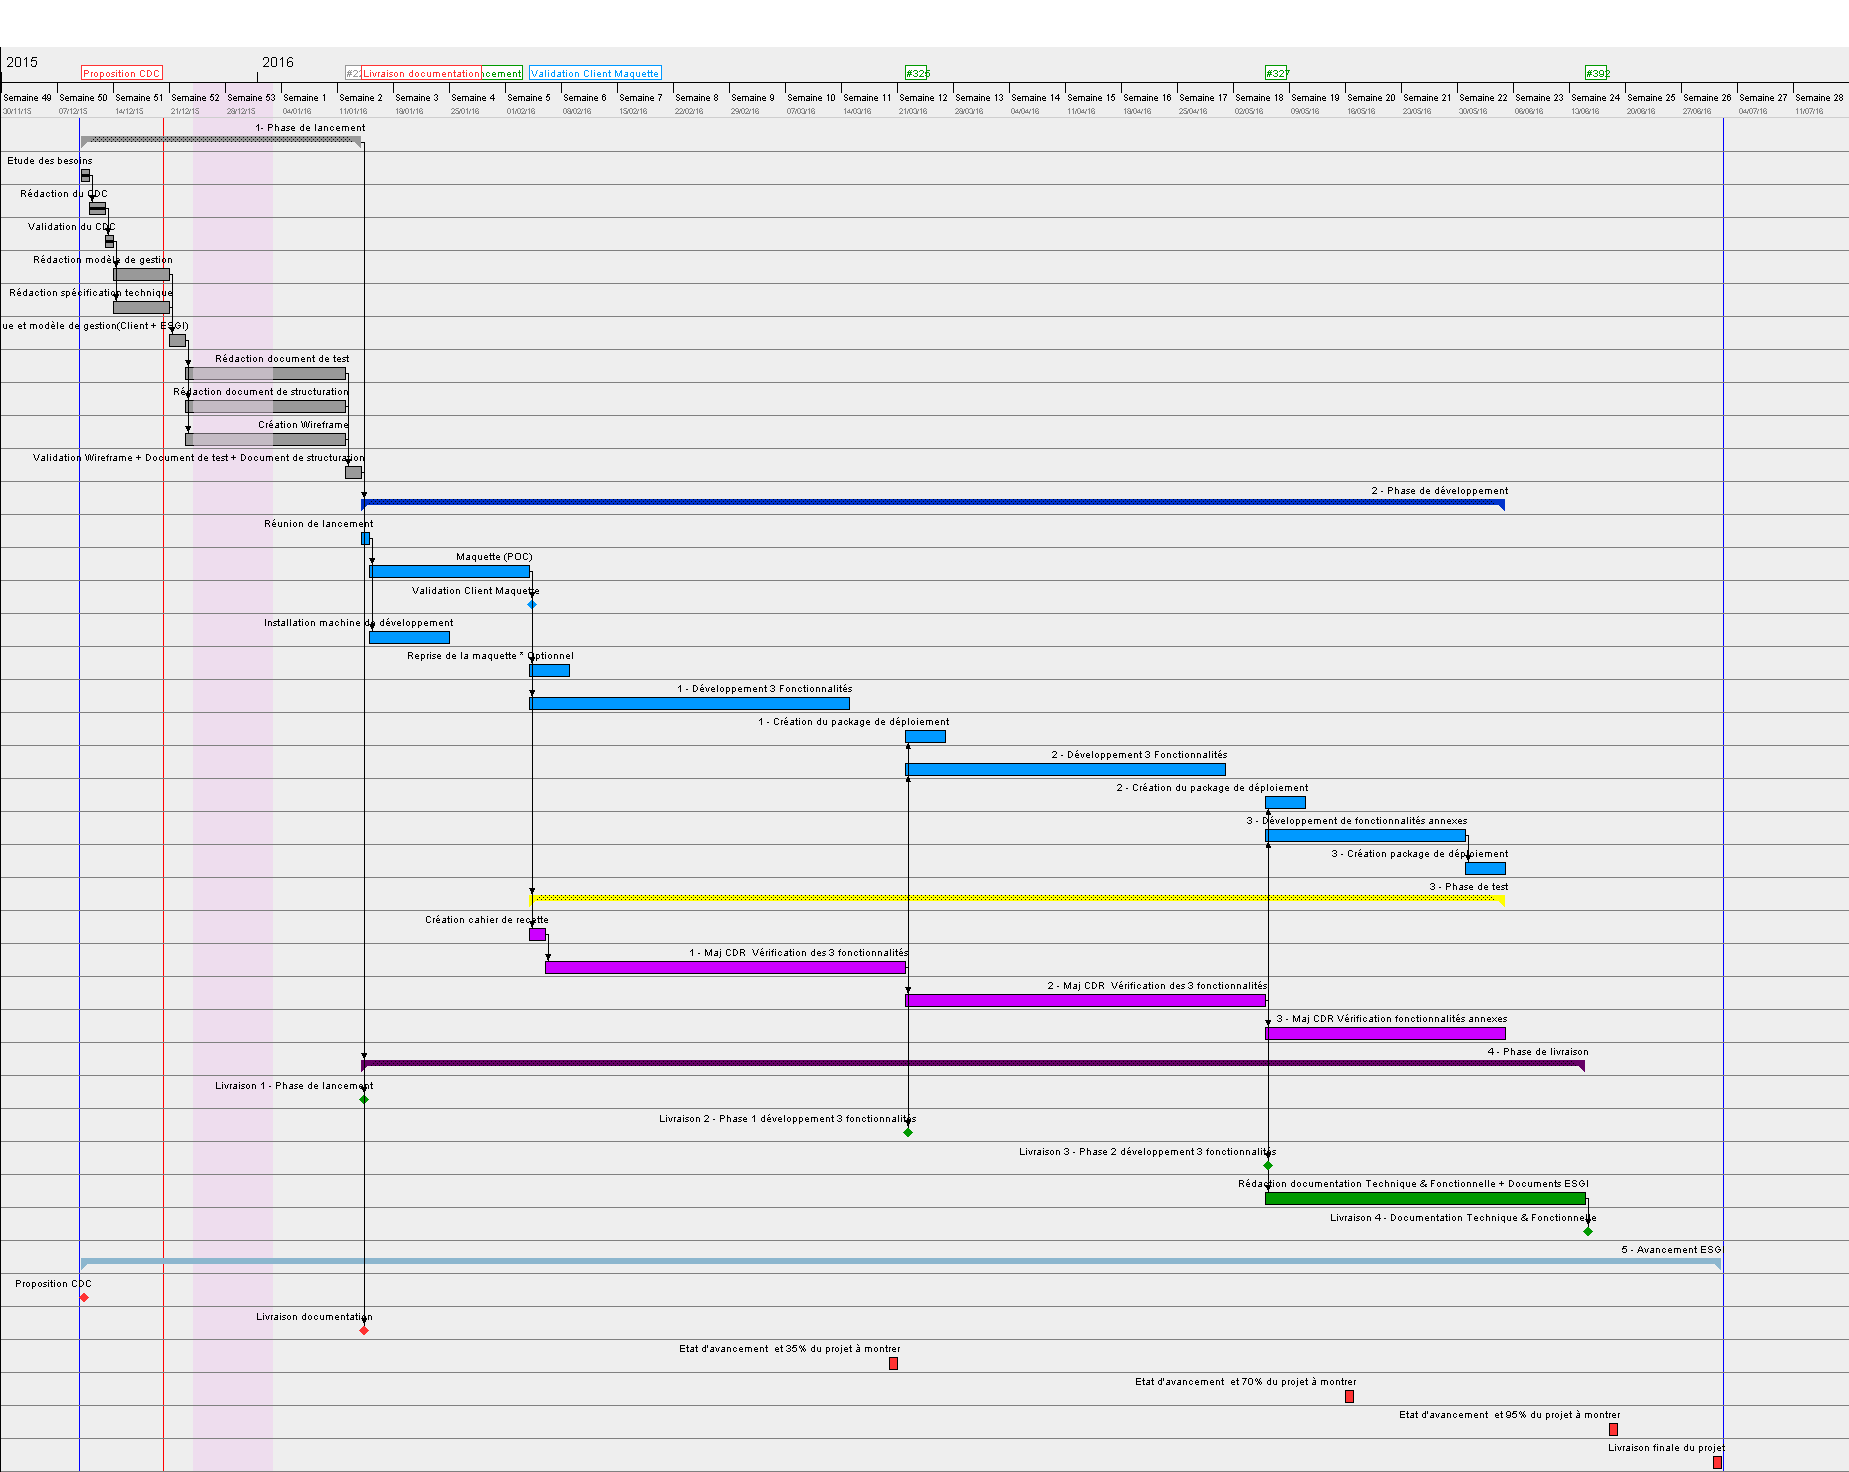 2015 2016
Proposition CDC #22 Livraison documentation cement Validation Client Maquette #326 #327 #392
Semaine 49 Semaine 50 Semaine 51 Semaine 52 Semaine 53 Semaine 1 Semaine 2 Semaine 3 Semaine 4 Semaine 5 Semaine 6 Semaine 7 Semaine 8 Semaine 9 Semaine 10 Semaine 11 Semaine 12 Semaine 13 Semaine 14 Semaine 15 Semaine 16 Semaine 17 Semaine 18 Semaine 19 Semaine 20 Semaine 21 Semaine 22 Semaine 23 Semaine 24 Semaine 25 Semaine 26 Semaine 27 Semaine 28
30/11/15 07/12/15 14/12/15 21/12/15 28/12/15 04/01/16 11/01/16 18/01/16 25/01/16 01/02/16 08/02/16 15/02/16 22/02/16 29/02/16 07/03/16 14/03/16 21/03/16 28/03/16 04/04/16 11/04/16 18/04/16 25/04/16 02/05/16 09/05/16 16/05/16 23/05/16 30/05/16 06/06/16 13/06/16 20/06/16 27/06/16 04/07/16 11/07/16
1- Phase de lancement
Etude des besoins
Rédaction du CDC
Validation du CDC
Rédaction modèle de gestion
Rédaction spécification technique
ue et modèle de gestion(Client + ESGI)
Rédaction document de test
Rédaction document de structuration
Création Wireframe
Validation Wireframe + Document de test + Document de structuration
2 - Phase de développement
Réunion de lancement
Maquette (POC)
Validation Client Maquette
Installation machine de développement
Reprise de la maquette * Optionnel
1 - Développement 3 Fonctionnalités
1 - Création du package de déploiement
2 - Développement 3 Fonctionnalités
2 - Création du package de déploiement
3 - Développement de fonctionnalités annexes
3 - Création package de déploiement
3 - Phase de test
Création cahier de recette
1 - Maj CDR  Vérification des 3 fonctionnalités
2 - Maj CDR  Vérification des 3 fonctionnalités
3 - Maj CDR Vérification fonctionnalités annexes
4 - Phase de livraison
Livraison 1 - Phase de lancement
Livraison 2 - Phase 1 développement 3 fonctionnalités
Livraison 3 - Phase 2 développement 3 fonctionnalités
Rédaction documentation Technique & Fonctionnelle + Documents ESGI
Livraison 4 - Documentation Technique & Fonctionnelle
5 - Avancement ESG
Proposition CDC
Livraison documentation
Etat d'avancement  et 35% du projet à montrer
Etat d'avancement  et 70% du projet à montrer
Etat d'avancement  et 95% du projet à montrer
Livraison finale du projet